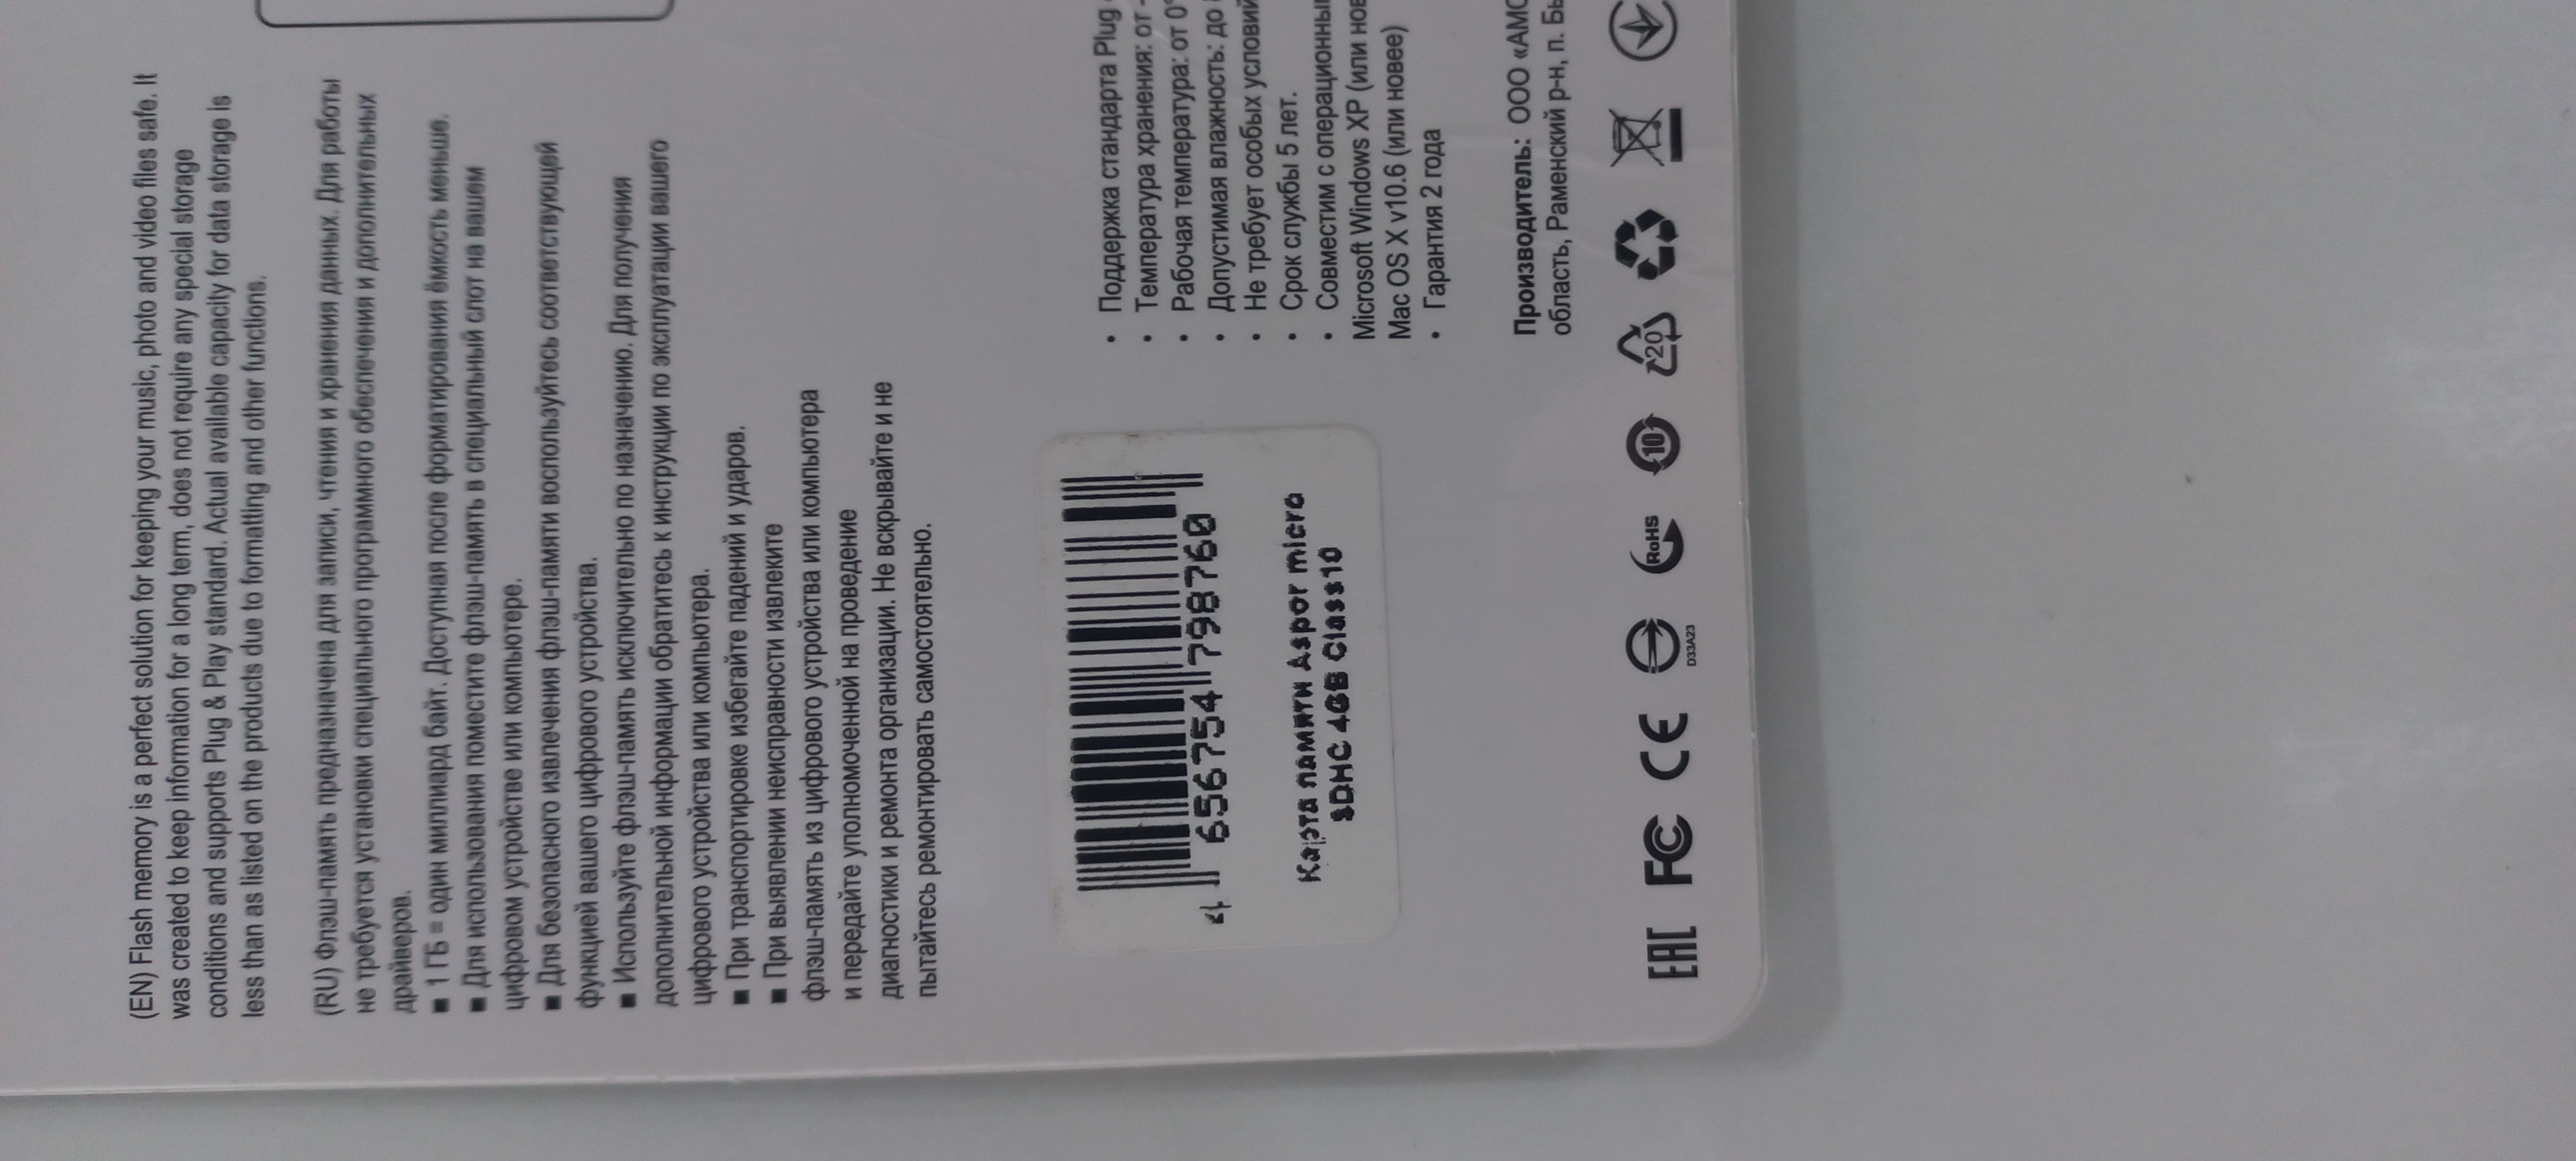 (EN) Flash memory is a perfect solution for keeping your music, photo and video files safe. It
was created to keep information for a long term, does not require any special storage
conditions and supports Plug & Play standard. Actual available capacity for data storage is
less than as listed on the products due to formatting and other functions.
(RU) Флэш-память предназначена для записи, чтения и хранения данных. Для работы
не требуется установки специального програмного обеспечения и дополнительных
драйверов.
■ 1 ГБ = один миллиард байт. Доступная после форматирования ёмкость меньше.
■ Для использования поместите флэш-память в специальный слот на вашем
цифровом устройстве или компьютере.
■ Для безопасного извлечения флэш-памяти воспользуйтесь соответствующей
функцией вашего цифрового устройства.
■ Используйте флэш-память исключительно по назначению. Для получения
дополнительной информации обратитесь к инструкции по эксплуатации вашего
цифрового устройства или компьютера.
■ При транспортировке избегайте падений и ударов.
■ При выявлении неисправности извлеките
флэш-память из цифрового устройства или компьютера
и передайте уполномоченной на проведение
диагностики и ремонта организации. Не вскрывайте и не
пытайтесь ремонтировать самостоятельно.
4 656754 798760
Карта памяти Aspor micro
SDHC 4GB Class10
• Поддержка стандарта Plug
• Температура хранения: от -
• Рабочая температура: от 0°
• Допустимая влажность: до
• Не требует особых условий
• Срок службы 5 лет.
• Совместим с операционны
Microsoft Windows XP (или нов
Mac OS X v10.6 (или новее)
• Гарантия 2 года
Производитель: ООО «АМО
область, Раменский р-н, п. Бы
EAC FC CE D33A23 RoHS 10 20